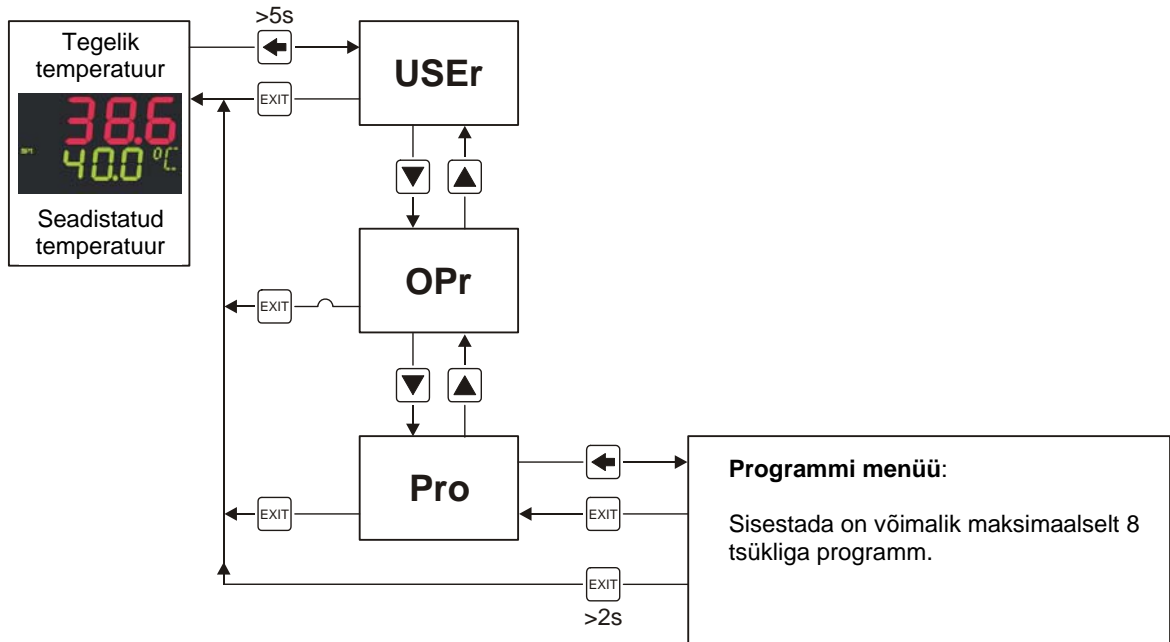 >5s
Tegelik
temperatuur
38.6
40.0 °C
Seadistatud
temperatuur
USEr
EXIT
OPr
EXIT
Pro
EXIT
EXIT
EXIT
>2s
Programmi menüü:
Sisestada on võimalik maksimaalselt 8
tsükliga programm.